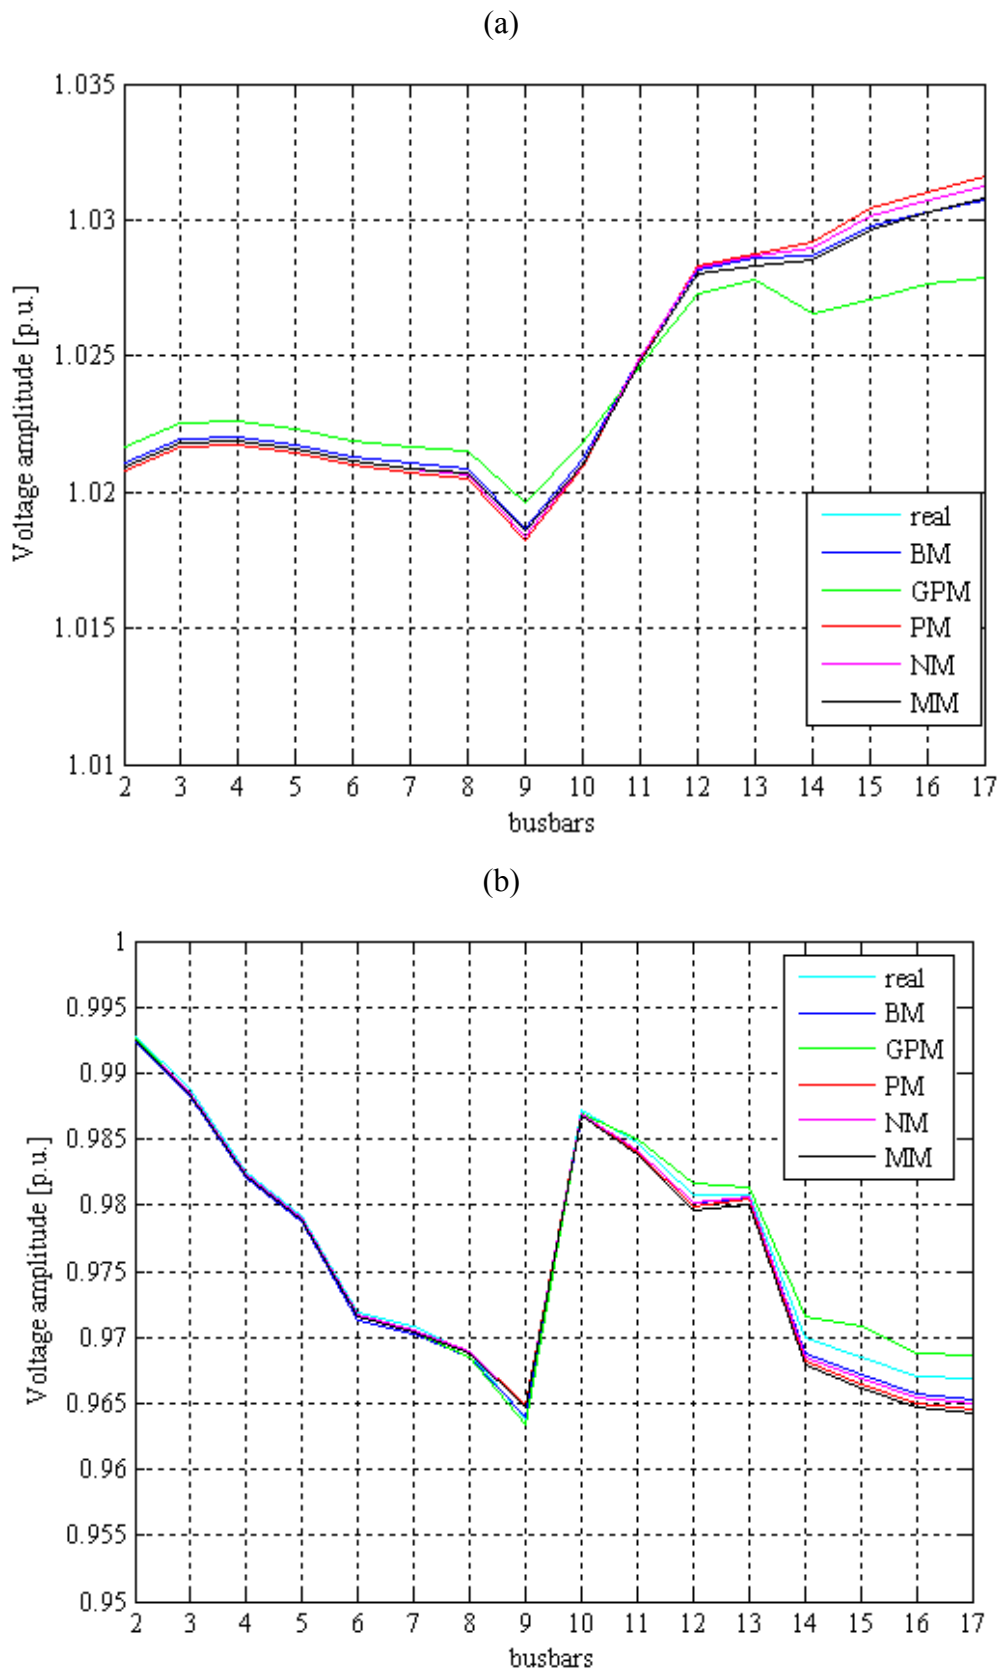 (a)
1.035
1.03
1.025
1.02
1.015
1.01
Voltage amplitude [p.u.]
2 3 4 5 6 7 8 9 10 11 12 13 14 15 16 17
busbars
real
BM
GPM
PM
NM
MM
(b)
1
0.995
0.99
0.985
0.98
0.975
0.97
0.965
0.96
0.955
0.95
Voltage amplitude [p.u.]
2 3 4 5 6 7 8 9 10 11 12 13 14 15 16 17
busbars
real
BM
GPM
PM
NM
MM